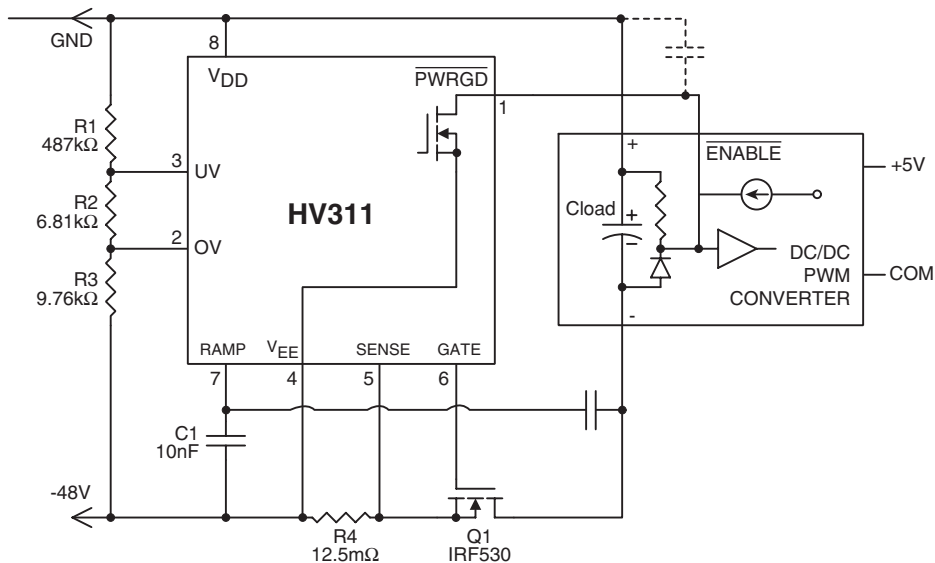 GND
8
VDD
PWRGD
1
R1
487kΩ
3
UV
ENABLE
+
+5V
R2
6.81kΩ
HV311
Cload
+
−
2
OV
DC/DC
PWM
CONVERTER
COM
R3
9.76kΩ
-
RAMP
VEE
SENSE
GATE
7
4
5
6
C1
10nF
-48V
R4
12.5mΩ
Q1
IRF530